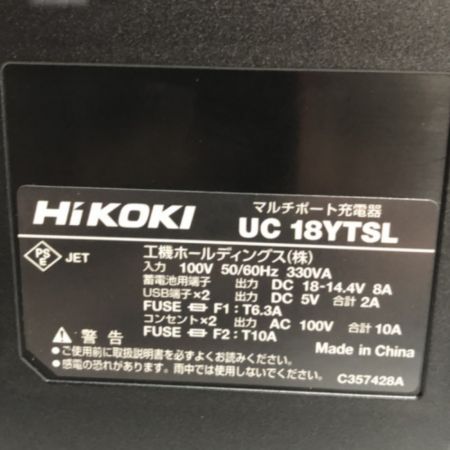 HiKOKI
マルチポート充電器
UC 18YTSL
PSE JET
工機ホールディングス(株)
入力 100V 50/60Hz 330VA
蓄電池用端子 出力 DC 18-14.4V 8A
USB端子×2 出力 DC 5V 合計 2A
FUSE F1:T6.3A
コンセント×2 出力 AC 100V 合計 10A
FUSE F2:T10A
警告
Made in China
●ご使用前に取扱説明書を必ずよくお読みください。
●感電の恐れがあります。雨中では使用しないでください。
C357428A